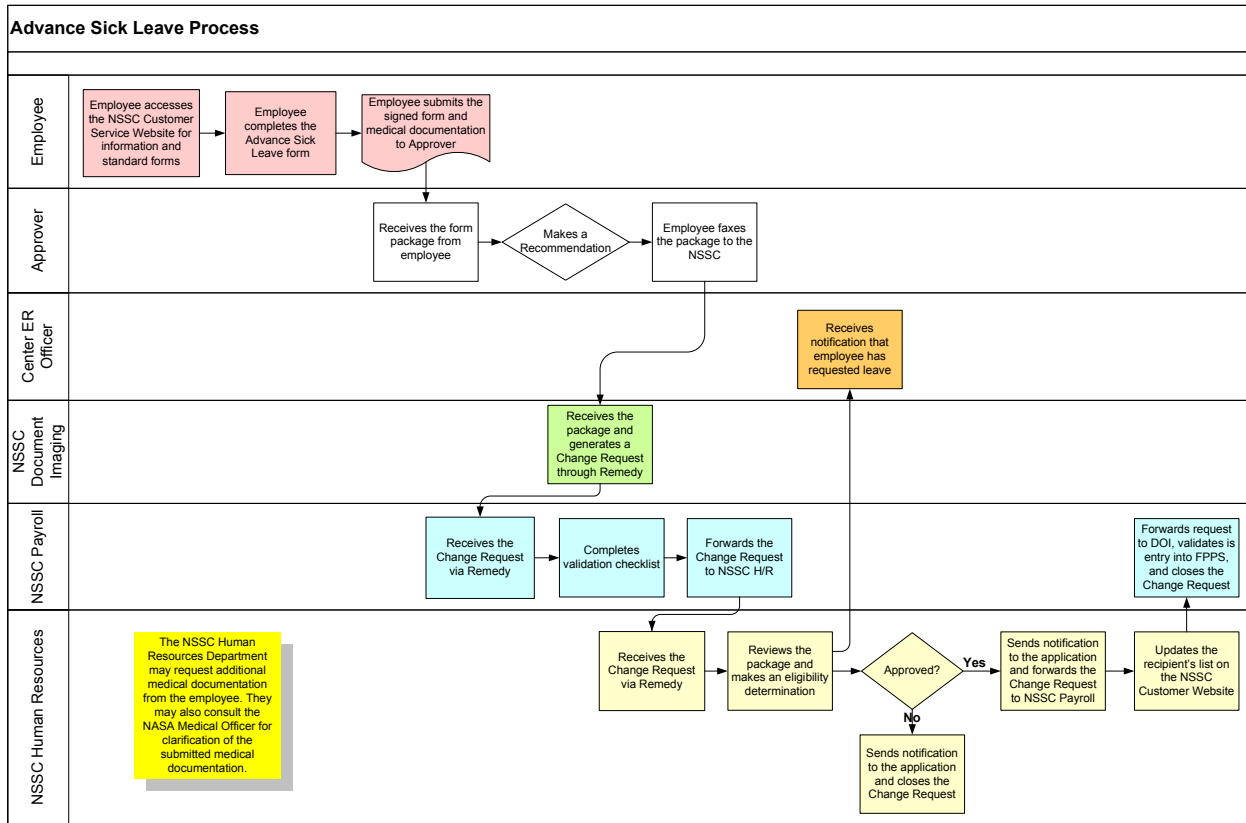 Advance Sick Leave Process
Employee
Employee accesses
the NSSC Customer
Service Website for
information and
standard forms
Employee
completes the
Advance Sick
Leave form
Employee submits the
signed form and
medical documentation
to Approver
Approver
Receives the form
package from
employee
Makes a
Recommendation
Employee faxes
the package to the
NSSC
Center ER
Officer
Receives
notification that
employee has
requested leave
NSSC
Document
Imaging
Receives the
package and
generates a
Change Request
through Remedy
NSSC Payroll
Receives the
Change Request
via Remedy
Completes
validation checklist
Forwards the
Change Request
to NSSC H/R
Forwards request
to DOI, validates is
entry into FPPS,
and closes the
Change Request
NSSC Human Resources
The NSSC Human
Resources Department
may request additional
medical documentation
from the employee. They
may also consult the
NASA Medical Officer for
clarification of the
submitted medical
documentation.
Receives the
Change Request
via Remedy
Reviews the
package and
makes an eligibility
determination
Approved?
Yes
No
Sends notification
to the application
and forwards the
Change Request
to NSSC Payroll
Updates the
recipient's list on
the NSSC
Customer Website
Sends notification
to the application
and closes the
Change Request